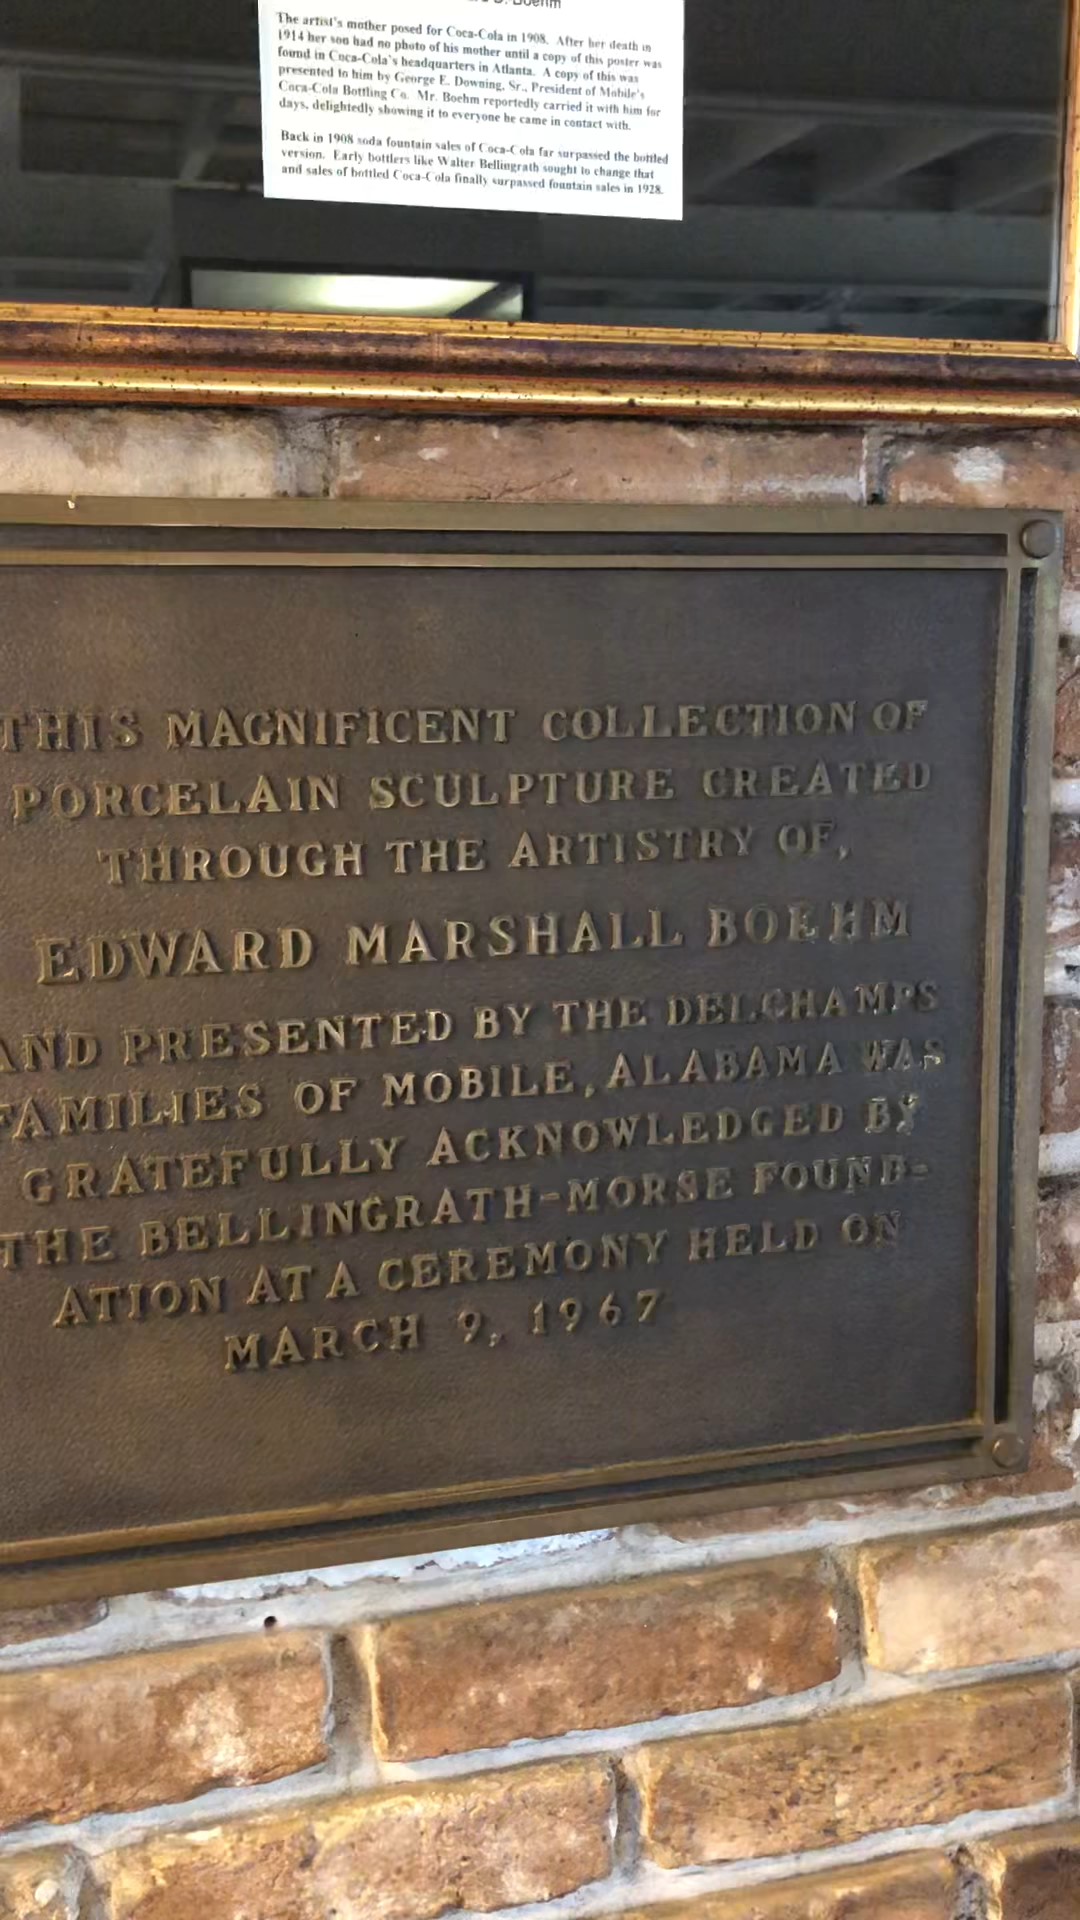 Boehm
The artist's mother posed for Coca-Cola in 1908. After her death in
1914 her son had no photo of his mother until a copy of this poster was
found in Coca-Cola's headquarters in Atlanta. A copy of this was
presented to him by George E. Downing, Sr., President of Mobile's
Coca-Cola Bottling Co. Mr. Boehm reportedly carried it with him for
days, delightedly showing it to everyone he came in contact with.
Back in 1908 soda fountain sales of Coca-Cola far surpassed the bottled
version. Early bottlers like Walter Bellingrath sought to change that
and sales of bottled Coca-Cola finally surpassed fountain sales in 1928.
THIS MAGNIFICENT COLLECTION OF
PORCELAIN SCULPTURE CREATED
THROUGH THE ARTISTRY OF,
EDWARD MARSHALL BOEHM
AND PRESENTED BY THE DELCHAMPS
FAMILIES OF MOBILE, ALABAMA WAS
GRATEFULLY ACKNOWLEDGED BY
THE BELLINGRATH-MORSE FOUND-
ATION AT A CEREMONY HELD ON
MARCH 9, 1967